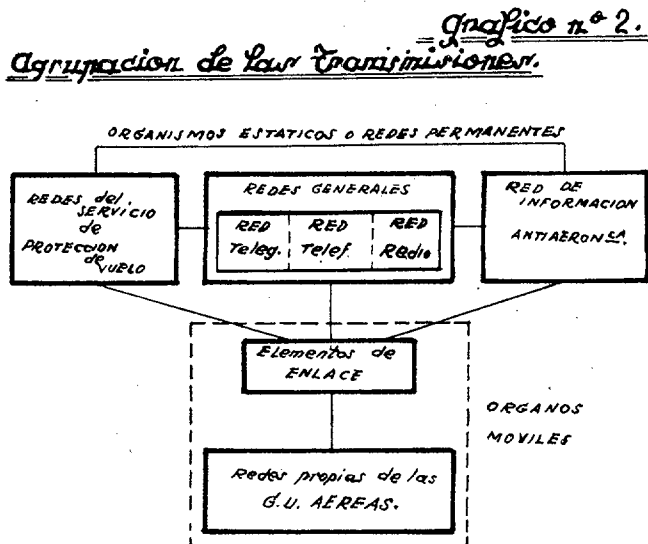 Grafico nº 2.
Agrupacion de las Transmisiones.
ORGANISMOS ESTATICOS O REDES PERMANENTES
REDES del
SERVICIO
de
PROTECCION
de
VUELO
REDES GENERALES
RED
Teleg.
RED
Telef.
RED
Radio
RED DE
INFORMACION
ANTIAERONCA.
Elementos de
ENLACE
ORGANOS
MOVILES
Redes propias de las
G.U. AEREAS.